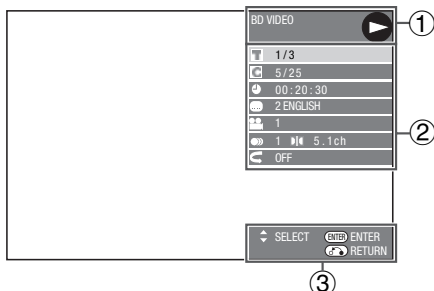 BD VIDEO
①
T 1/3
C 5/25
00:20:30
2 ENGLISH
1
②
1 5.1ch
OFF
SELECT ENTER ENTER
RETURN
③